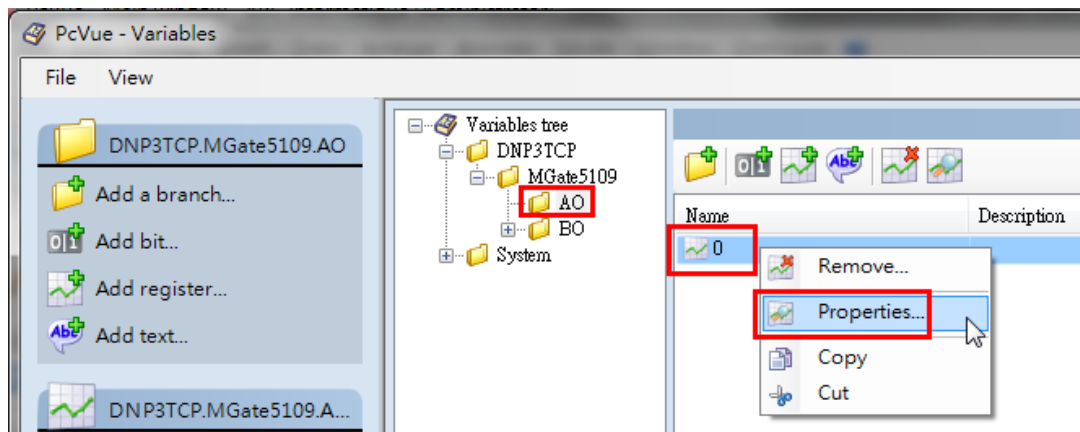 PcVue - Variables
File View
DNP3TCP.MGate5109.AO
Add a branch...
Add bit...
Add register...
Add text...
DNP3TCP.MGate5109.A...
Variables tree
DNP3TCP
MGate5109
AO
BO
System
Name Description
0
Remove...
Properties...
Copy
Cut